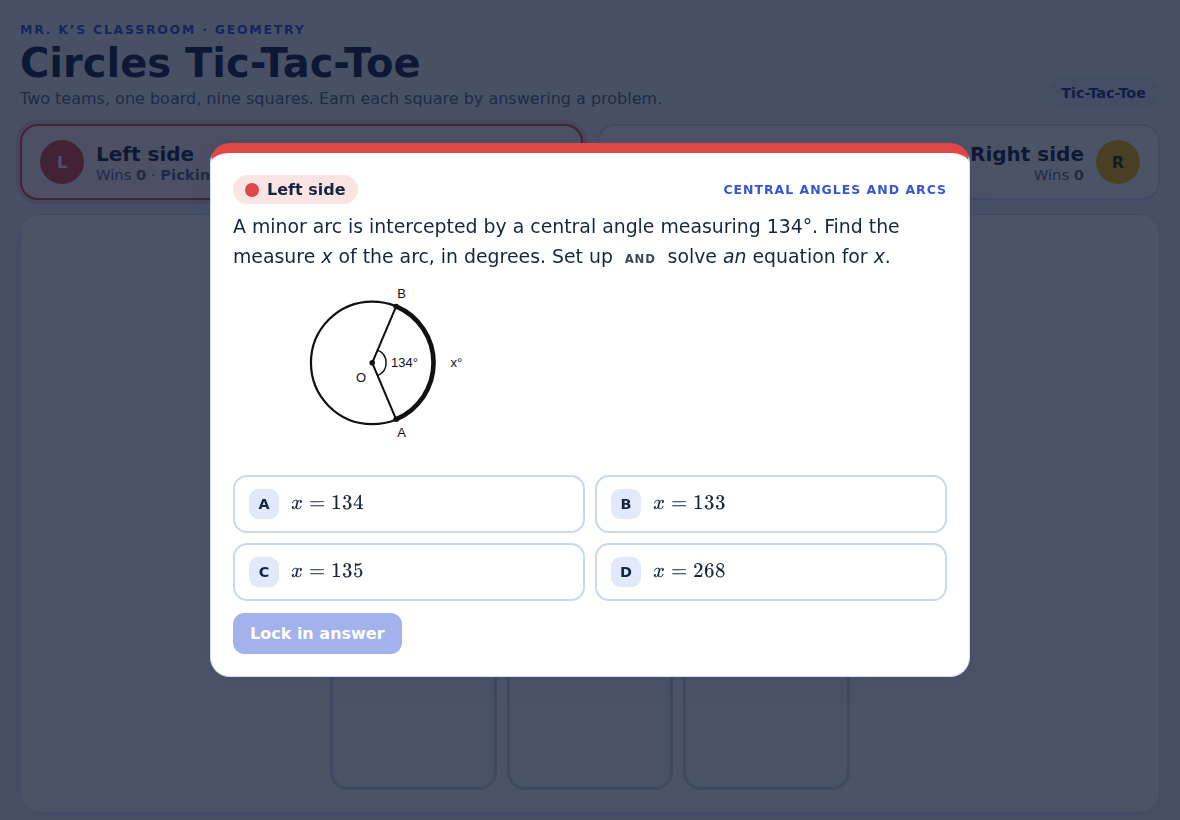 MR. K'S CLASSROOM · GEOMETRY
Circles Tic-Tac-Toe
Two teams, one board, nine squares. Earn each square by answering a problem.
Tic-Tac-Toe
L
Left side
Wins 0 · Pickin
Right side
Wins 0
R
Left side
CENTRAL ANGLES AND ARCS
A minor arc is intercepted by a central angle measuring 134°. Find the
measure x of the arc, in degrees. Set up AND solve an equation for x.
B
134°
x°
O
A
A x = 134
B x = 133
C x = 135
D x = 268
Lock in answer